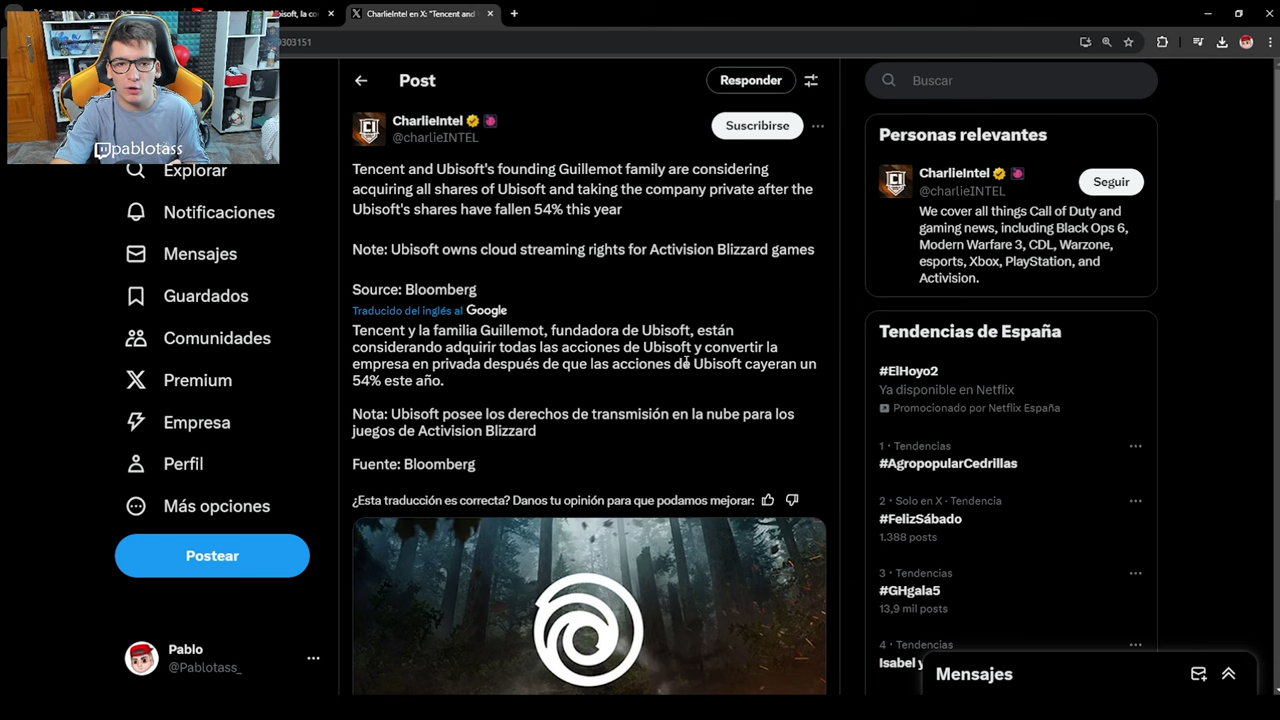 ibisoft, la co
CharlieIntel en X: "Tencent and
9303151
pablotass
Explorar
Notificaciones
Mensajes
Guardados
Comunidades
Premium
Empresa
Perfil
Más opciones
Postear
Pablo
@Pablotass_
Post
Responder
CharlieIntel
@charlieINTEL
Suscribirse
Tencent and Ubisoft's founding Guillemot family are considering
acquiring all shares of Ubisoft and taking the company private after the
Ubisoft's shares have fallen 54% this year
Note: Ubisoft owns cloud streaming rights for Activision Blizzard games
Source: Bloomberg
Traducido del inglés al Google
Tencent y la familia Guillemot, fundadora de Ubisoft, están
considerando adquirir todas las acciones de Ubisoft y convertir la
empresa en privada después de que las acciones de Ubisoft cayeran un
54% este año.
Nota: Ubisoft posee los derechos de transmisión en la nube para los
juegos de Activision Blizzard
Fuente: Bloomberg
¿Esta traducción es correcta? Danos tu opinión para que podamos mejorar:
Buscar
Personas relevantes
CharlieIntel
@charlieINTEL
Seguir
We cover all things Call of Duty and
gaming news, including Black Ops 6,
Modern Warfare 3, CDL, Warzone,
esports, Xbox, PlayStation, and
Activision.
Tendencias de España
#ElHoyo2
Ya disponible en Netflix
Promocionado por Netflix España
1 · Tendencias
#AgropopularCedrillas
2 · Solo en X · Tendencia
#FelizSábado
1.388 posts
3 · Tendencias
#GHgala5
13,9 mil posts
4 · Tendencias
Isabel y
Mensajes